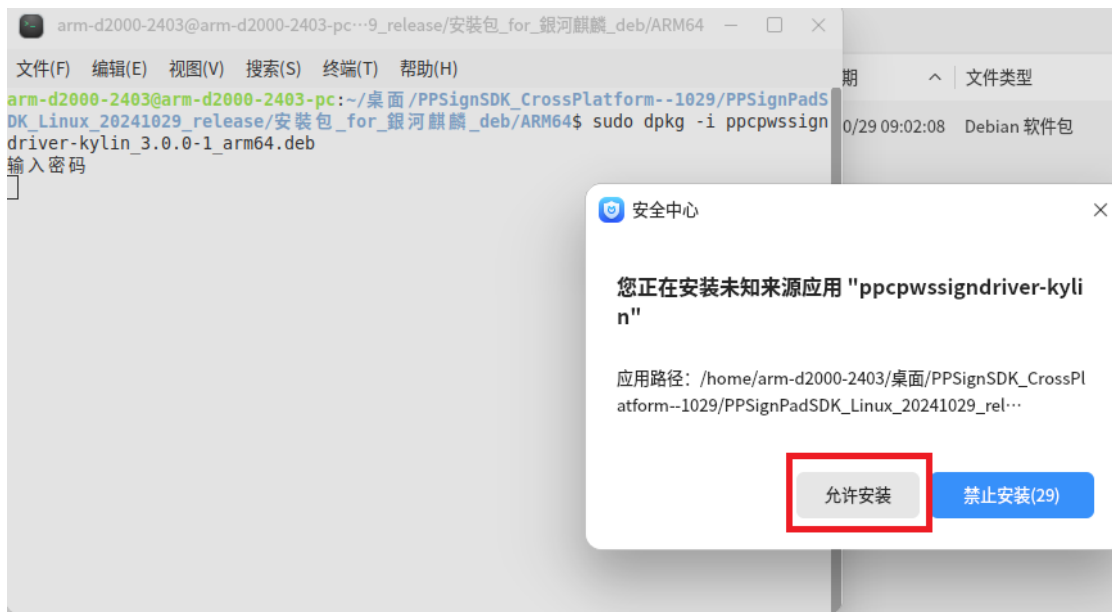 arm-d2000-2403@arm-d2000-2403-pc…9_release/安裝包_for_銀河麒麟_deb/ARM64
文件(F) 编辑(E) 视图(V) 搜索(S) 终端(T) 帮助(H)
期 文件类型
arm-d2000-2403@arm-d2000-2403-pc:~/桌面/PPSignSDK_CrossPlatform--1029/PPSignPadS
DK_Linux_20241029_release/安裝包_for_銀河麒麟_deb/ARM64$ sudo dpkg -i ppcpwssign
0/29 09:02:08 Debian 软件包
driver-kylin_3.0.0-1_arm64.deb
输入密码
安全中心
您正在安装未知来源应用 "ppcpwssigndriver-kyli
n"
应用路径：/home/arm-d2000-2403/桌面/PPSignSDK_CrossPl
atform--1029/PPSignPadSDK_Linux_20241029_rel…
允许安装 禁止安装(29)